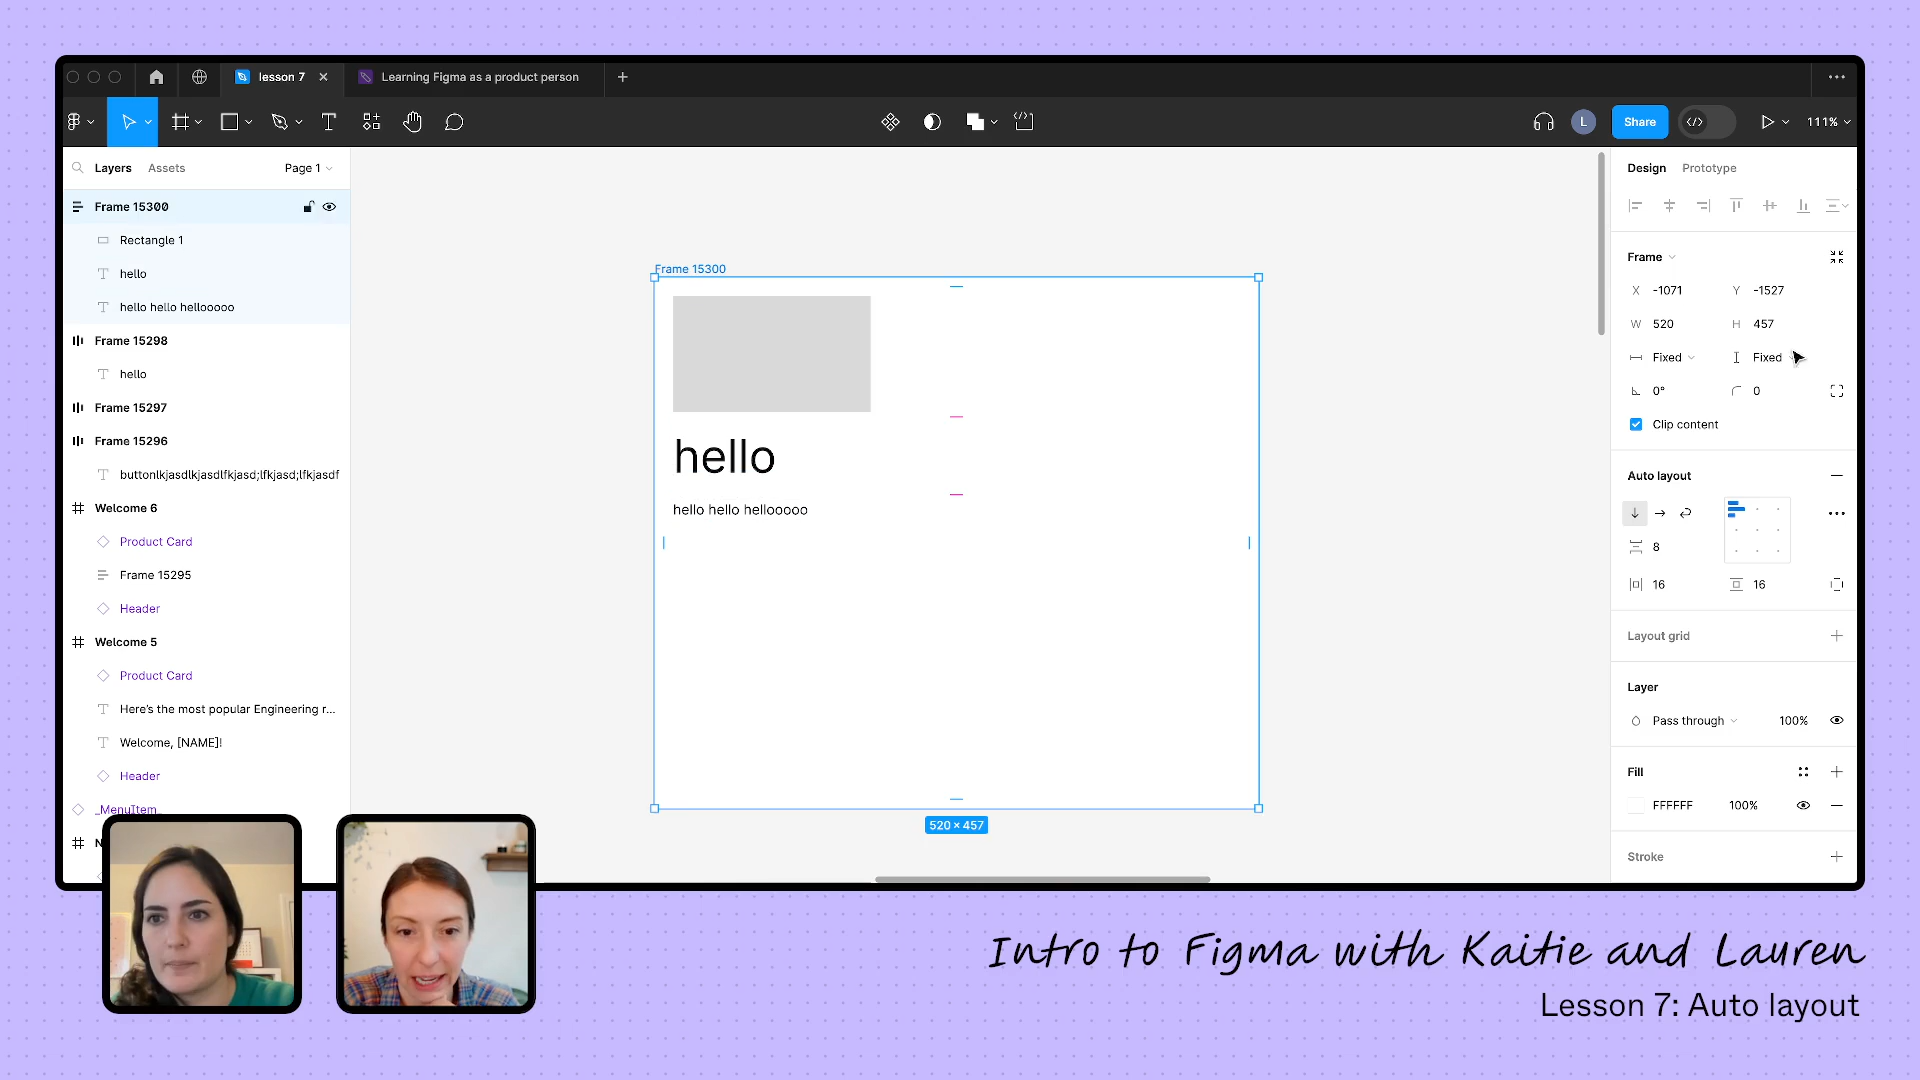 lesson 7
Learning Figma as a product person
L
Share
111%
Layers
Assets
Page 1
Frame 15300
Rectangle 1
hello
hello hello hellooooo
Frame 15298
hello
Frame 15297
Frame 15296
buttonlkjasdlkjasdlfkjasd;lfkjasd;lfkjasdf
Welcome 6
Product Card
Frame 15295
Header
Welcome 5
Product Card
Here's the most popular Engineering r...
Welcome, [NAME]!
Header
_MenuItem_
Frame 15300
hello
hello hello hellooooo
520 × 457
Design
Prototype
Frame
X -1071
Y -1527
W 520
H 457
Fixed
Fixed
0°
0
Clip content
Auto layout
8
16
16
Layout grid
Layer
Pass through
100%
Fill
FFFFFF
100%
Stroke
Intro to Figma with Kaitie and Lauren
Lesson 7: Auto layout